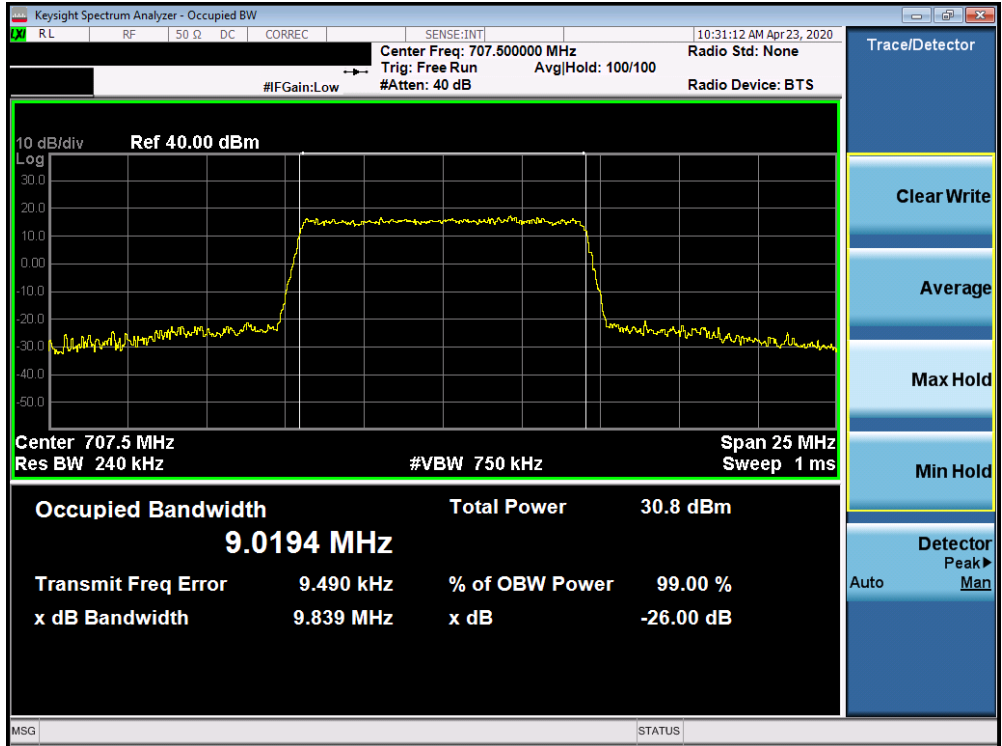 Keysight Spectrum Analyzer - Occupied BW
LXI RL RF 50 Ω DC CORREC SENSE:INT 10:31:12 AM Apr 23, 2020
Center Freq: 707.500000 MHz Radio Std: None
Trig: Free Run Avg|Hold: 100/100
#IFGain:Low #Atten: 40 dB Radio Device: BTS
10 dB/div Ref 40.00 dBm
Log
30.0
20.0
10.0
0.00
-10.0
-20.0
-30.0
-40.0
-50.0
Center 707.5 MHz Span 25 MHz
Res BW 240 kHz #VBW 750 kHz Sweep 1 ms
Occupied Bandwidth Total Power 30.8 dBm
9.0194 MHz
Transmit Freq Error 9.490 kHz % of OBW Power 99.00 %
x dB Bandwidth 9.839 MHz x dB -26.00 dB
MSG STATUS
Trace/Detector
Clear Write
Average
Max Hold
Min Hold
Detector
Peak▶
Auto Man